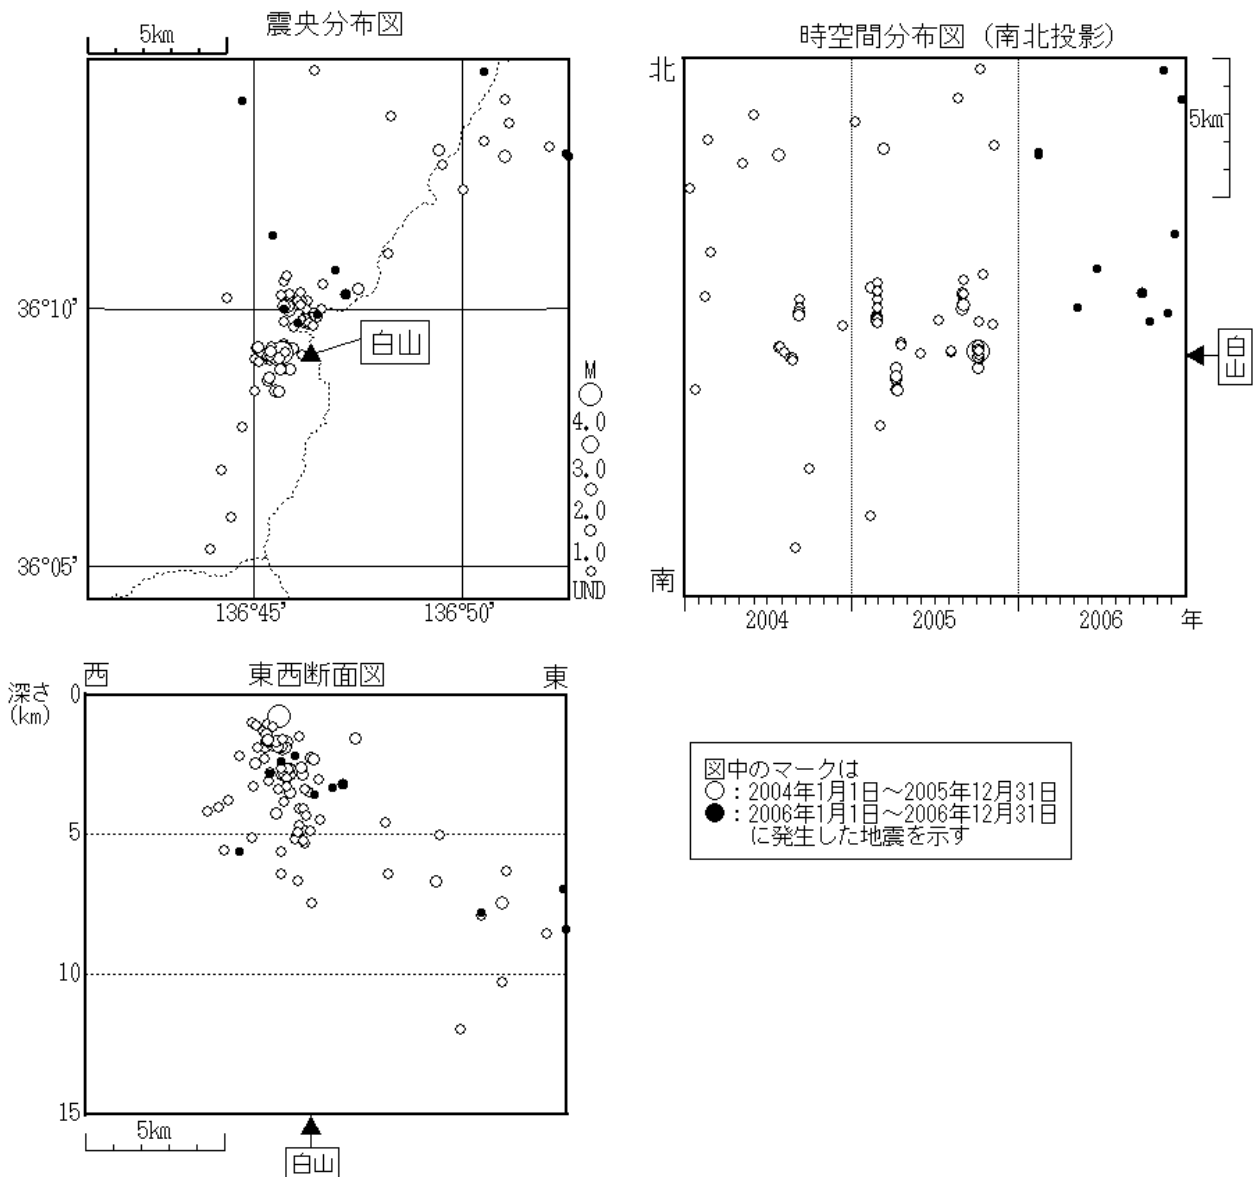 震央分布図
5km
36°10'
36°05'
136°45'
136°50'
白山
M
4.0
3.0
2.0
1.0
UND
時空間分布図 (南北投影)
北
南
5km
白山
2004
2005
2006
年
東西断面図
西
東
深さ
(km)
0
5
10
15
5km
白山
図中のマークは
○:2004年1月1日～2005年12月31日
●:2006年1月1日～2006年12月31日
に発生した地震を示す